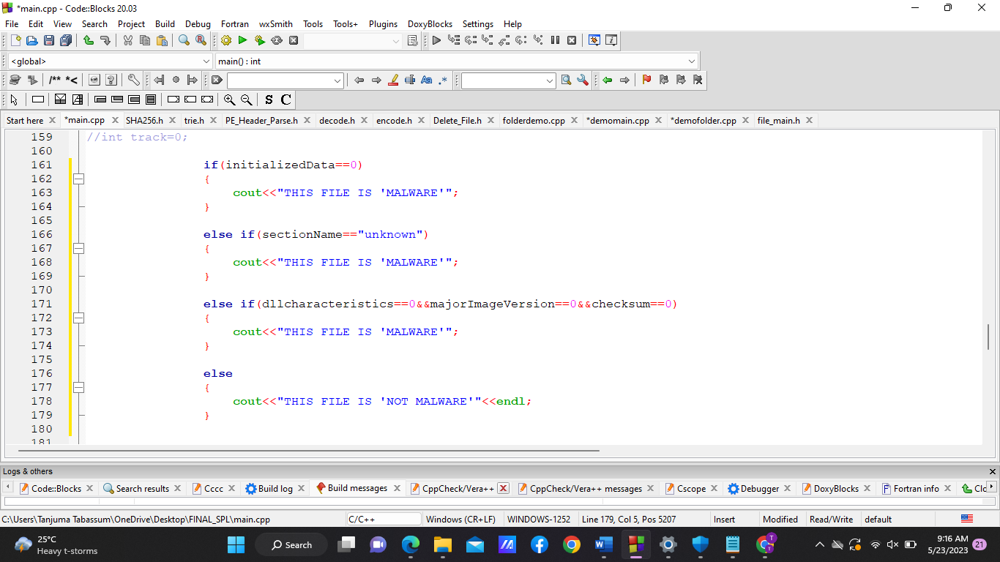 *main.cpp - Code::Blocks 20.03
File Edit View Search Project Build Debug Fortran wxSmith Tools Tools+ Plugins DoxyBlocks Settings Help
<global> main() : int
/** *< 
Aa .*
S C
Start here *main.cpp SHA256.h trie.h PE_Header_Parse.h decode.h encode.h Delete_File.h folderdemo.cpp *demomain.cpp *demofolder.cpp file_main.h
159 //int track=0;
160
161 if(initializedData==0)
162 {
163 cout<<"THIS FILE IS 'MALWARE'";
164 }
165
166 else if(sectionName=="unknown")
167 {
168 cout<<"THIS FILE IS 'MALWARE'";
169 }
170
171 else if(dllcharacteristics==0&&majorImageVersion==0&&checksum==0)
172 {
173 cout<<"THIS FILE IS 'MALWARE'";
174 }
175
176 else
177 {
178 cout<<"THIS FILE IS 'NOT MALWARE'"<<endl;
179 }
180
181
Logs & others
Code::Blocks Search results Cccc Build log Build messages CppCheck/Vera++ CppCheck/Vera++ messages Cscope Debugger DoxyBlocks Fortran info Clo
C:\Users\Tanjuma Tabassum\OneDrive\Desktop\FINAL_SPL\main.cpp C/C++ Windows (CR+LF) WINDOWS-1252 Line 179, Col 5, Pos 5207 Insert Modified Read/Write default
25°C
Heavy t-storms
Search
9:16 AM
5/23/2023
21